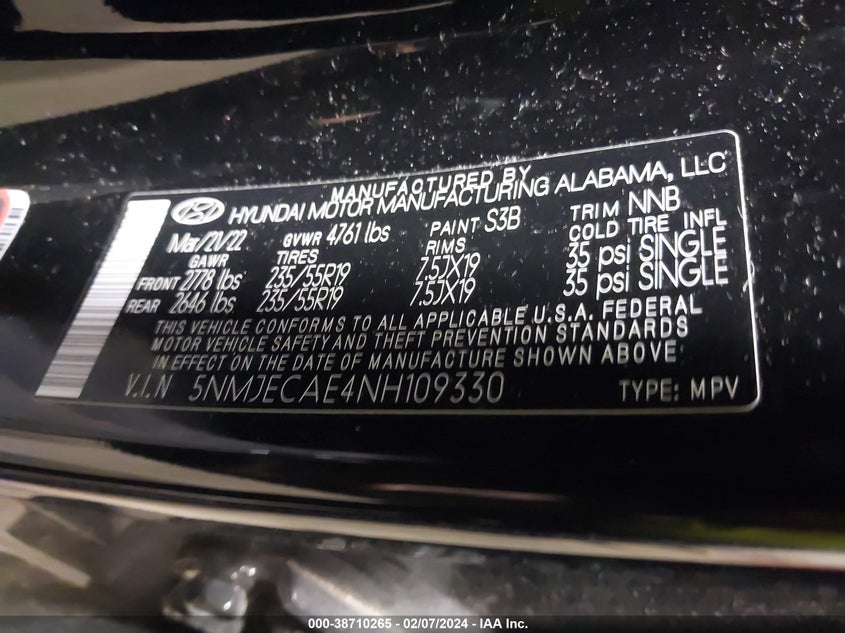 MANUFACTURED BY
HYUNDAI MOTOR MANUFACTURING ALABAMA, LLC
Mar/21/22 GVWR 4761 lbs PAINT S3B TRIM NNB
GAWR TIRES RIMS COLD TIRE INFL
FRONT 2778 lbs 235/55R19 7.5JX19 35 psi SINGLE
REAR 2646 lbs 235/55R19 7.5JX19 35 psi SINGLE
THIS VEHICLE CONFORMS TO ALL APPLICABLE U.S.A. FEDERAL
MOTOR VEHICLE SAFETY AND THEFT PREVENTION STANDARDS
IN EFFECT ON THE DATE OF MANUFACTURE SHOWN ABOVE
V.I.N 5NMJECAE4NH109330 TYPE: MPV
000-38710265 - 02/07/2024 - IAA Inc.